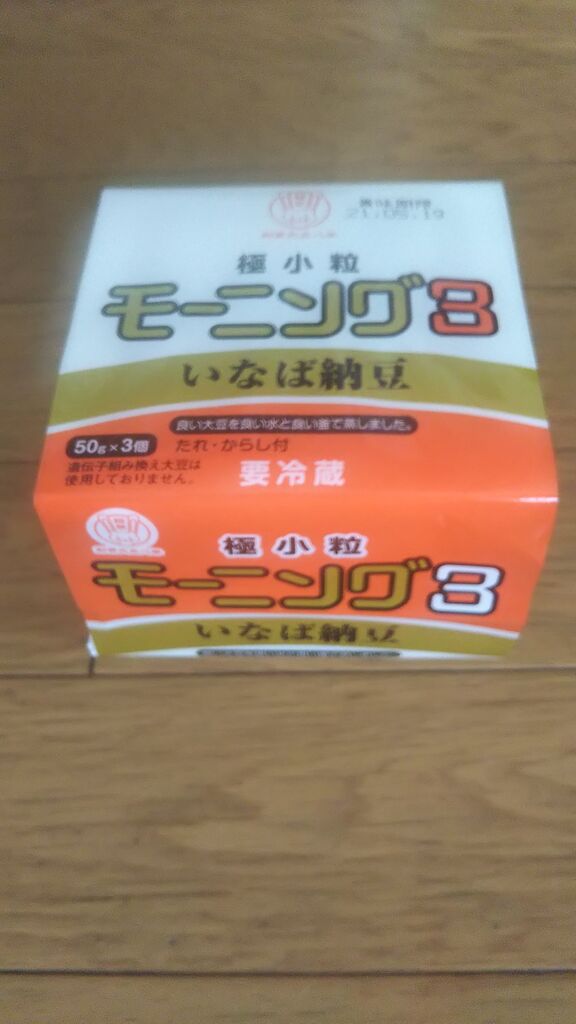 賞味期限
21.05.19
極小粒
モーニング3
いなば納豆
良い大豆を良い水と良い釜で蒸しました。
50g×3個
たれ・からし付
遺伝子組み換え大豆は
使用しておりません。
要冷蔵
極小粒
モーニング3
いなば納豆